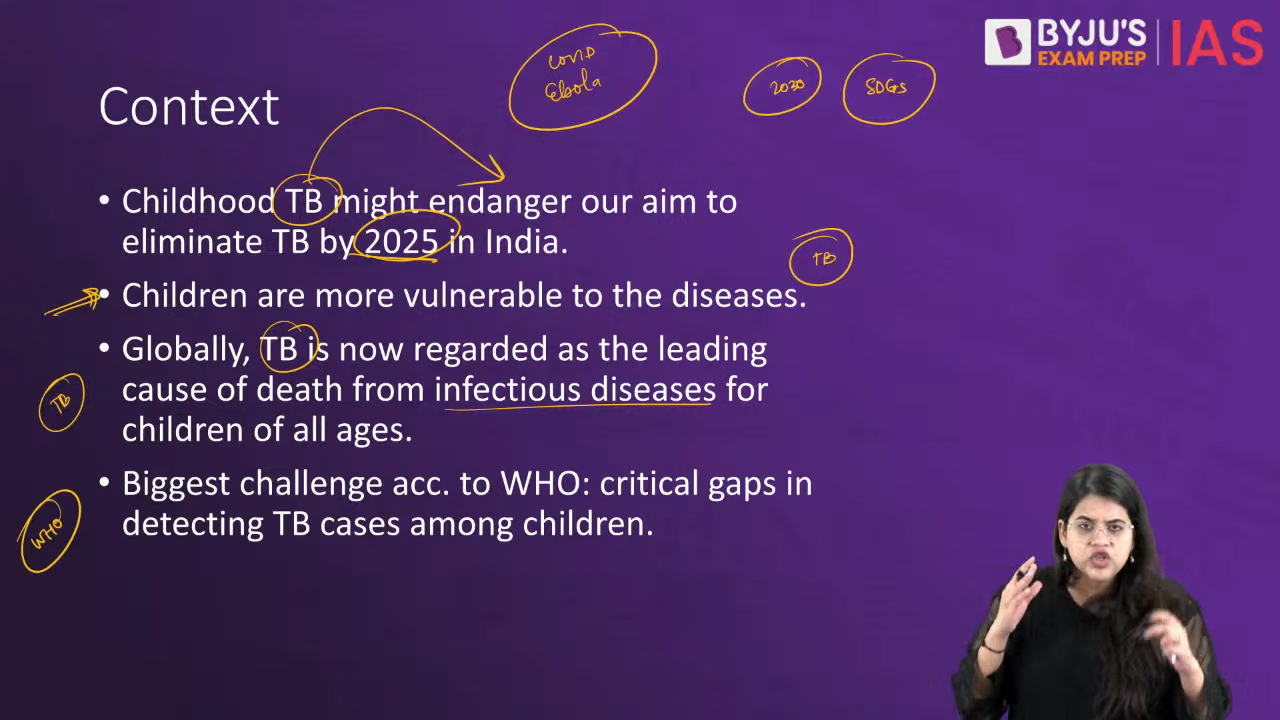 BYJU'S
EXAM PREP
IAS
Covid
Ebola
2030
SDGs
Context
• Childhood TB might endanger our aim to
eliminate TB by 2025 in India.
TB
• Children are more vulnerable to the diseases.
• Globally, TB is now regarded as the leading
cause of death from infectious diseases for
TB
children of all ages.
• Biggest challenge acc. to WHO: critical gaps in
detecting TB cases among children.
WHO